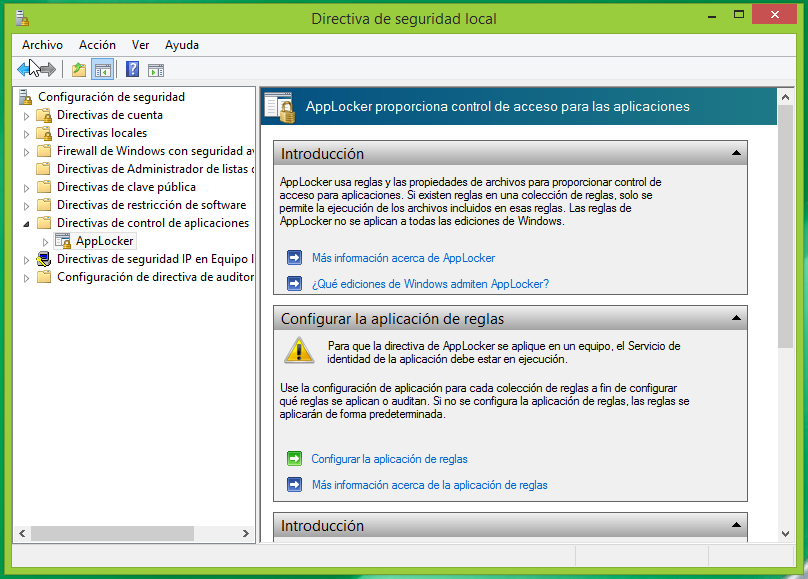 Directiva de seguridad local
Archivo Acción Ver Ayuda
Configuración de seguridad
Directivas de cuenta
Directivas locales
Firewall de Windows con seguridad av
Directivas de Administrador de listas
Directivas de clave pública
Directivas de restricción de software
Directivas de control de aplicaciones
AppLocker
Directivas de seguridad IP en Equipo l
Configuración de directiva de auditor
AppLocker proporciona control de acceso para las aplicaciones
Introducción
AppLocker usa reglas y las propiedades de archivos para proporcionar control de
acceso para aplicaciones. Si existen reglas en una colección de reglas, solo se
permite la ejecución de los archivos incluidos en esas reglas. Las reglas de
AppLocker no se aplican a todas las ediciones de Windows.
Más información acerca de AppLocker
¿Qué ediciones de Windows admiten AppLocker?
Configurar la aplicación de reglas
Para que la directiva de AppLocker se aplique en un equipo, el Servicio de
identidad de la aplicación debe estar en ejecución.
Use la configuración de aplicación para cada colección de reglas a fin de configurar
qué reglas se aplican o auditan. Si no se configura la aplicación de reglas, las reglas se
aplicarán de forma predeterminada.
Configurar la aplicación de reglas
Más información acerca de la aplicación de reglas
Introducción